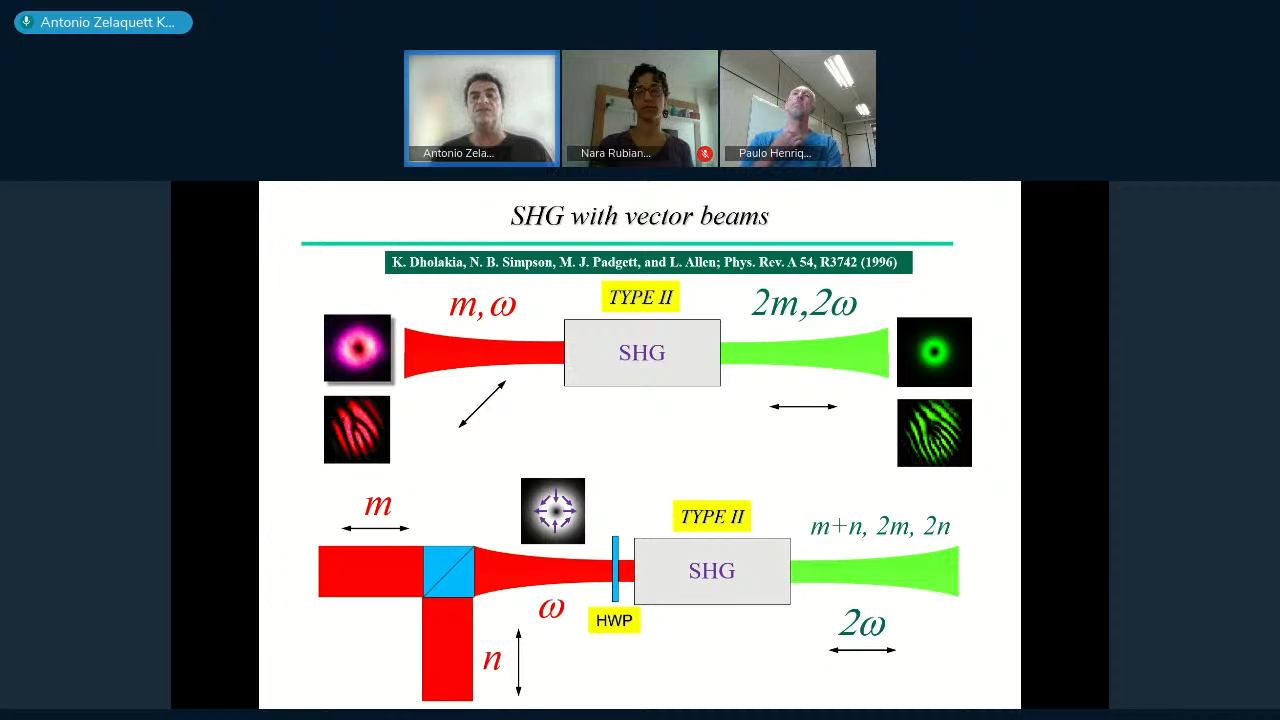 Antonio Zelaquett K...
Antonio Zela...
Nara Rubian...
Paulo Henriq...
SHG with vector beams
K. Dholakia, N. B. Simpson, M. J. Padgett, and L. Allen; Phys. Rev. A 54, R3742 (1996)
m, ω
TYPE II
2m,2ω
SHG
m
TYPE II
m+n, 2m, 2n
SHG
ω
HWP
2ω
n